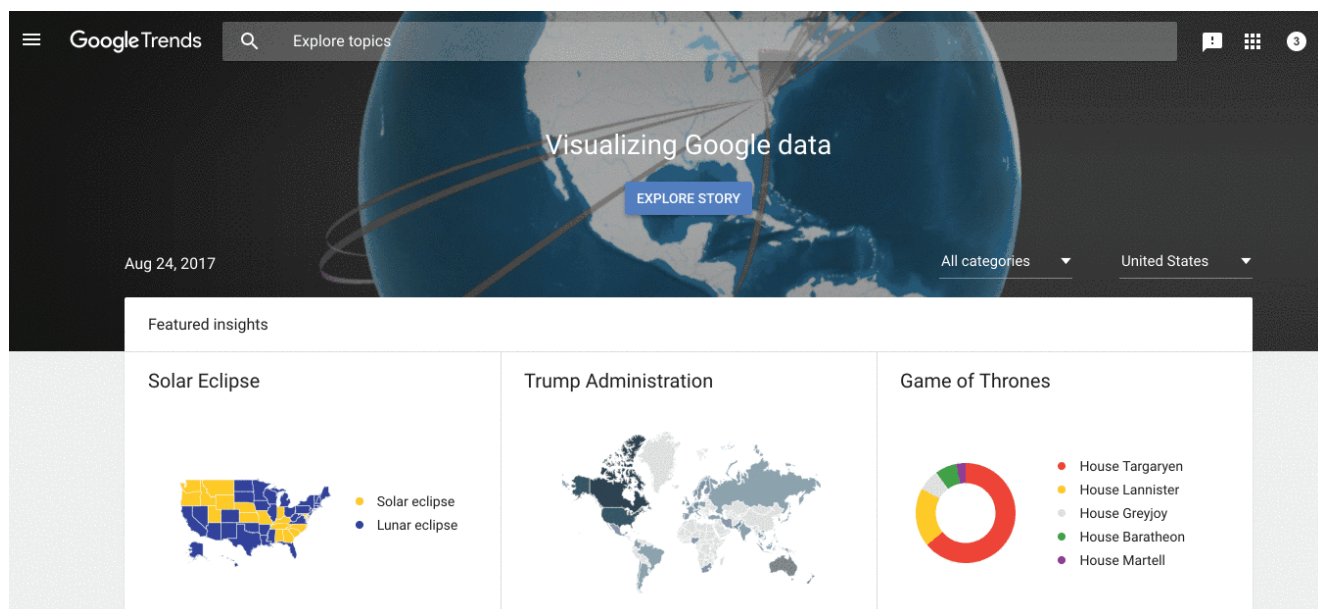 GoogleTrends
Explore topics
3
Visualizing Google data
EXPLORE STORY
Aug 24, 2017
All categories
United States
Featured insights
Solar Eclipse
Solar eclipse
Lunar eclipse
Trump Administration
Game of Thrones
House Targaryen
House Lannister
House Greyjoy
House Baratheon
House Martell